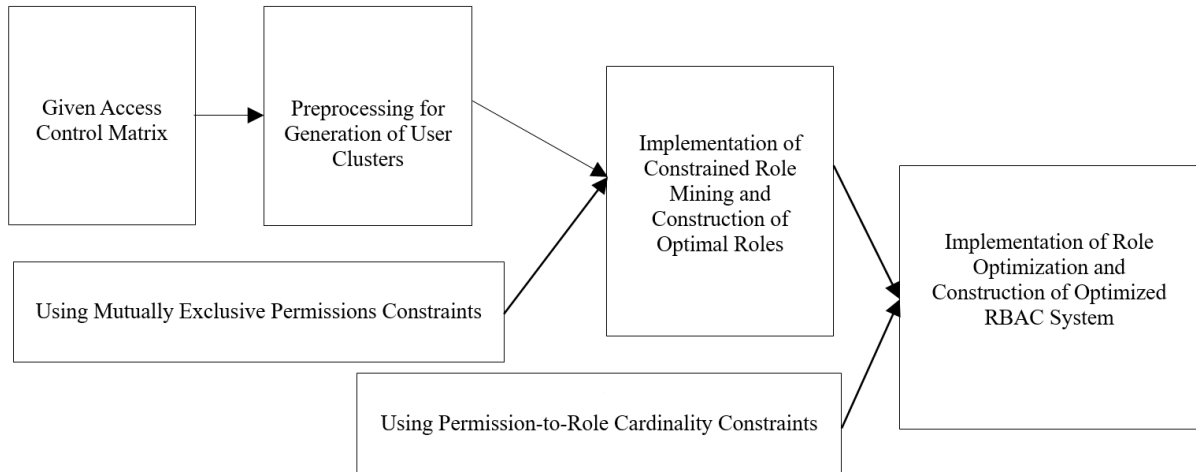 Given Access
Control Matrix
Preprocessing for
Generation of User
Clusters
Implementation of
Constrained Role
Mining and
Construction of
Optimal Roles
Implementation of Role
Optimization and
Construction of Optimized
RBAC System
Using Mutually Exclusive Permissions Constraints
Using Permission-to-Role Cardinality Constraints